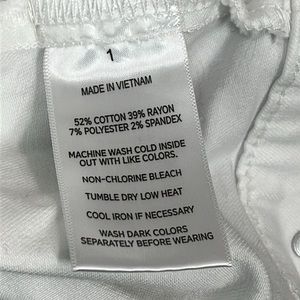 1
MADE IN VIETNAM
52% COTTON 39% RAYON
7% POLYESTER 2% SPANDEX
MACHINE WASH COLD INSIDE
OUT WITH LIKE COLORS.
NON-CHLORINE BLEACH
TUMBLE DRY LOW HEAT
COOL IRON IF NECESSARY
WASH DARK COLORS
SEPARATELY BEFORE WEARING